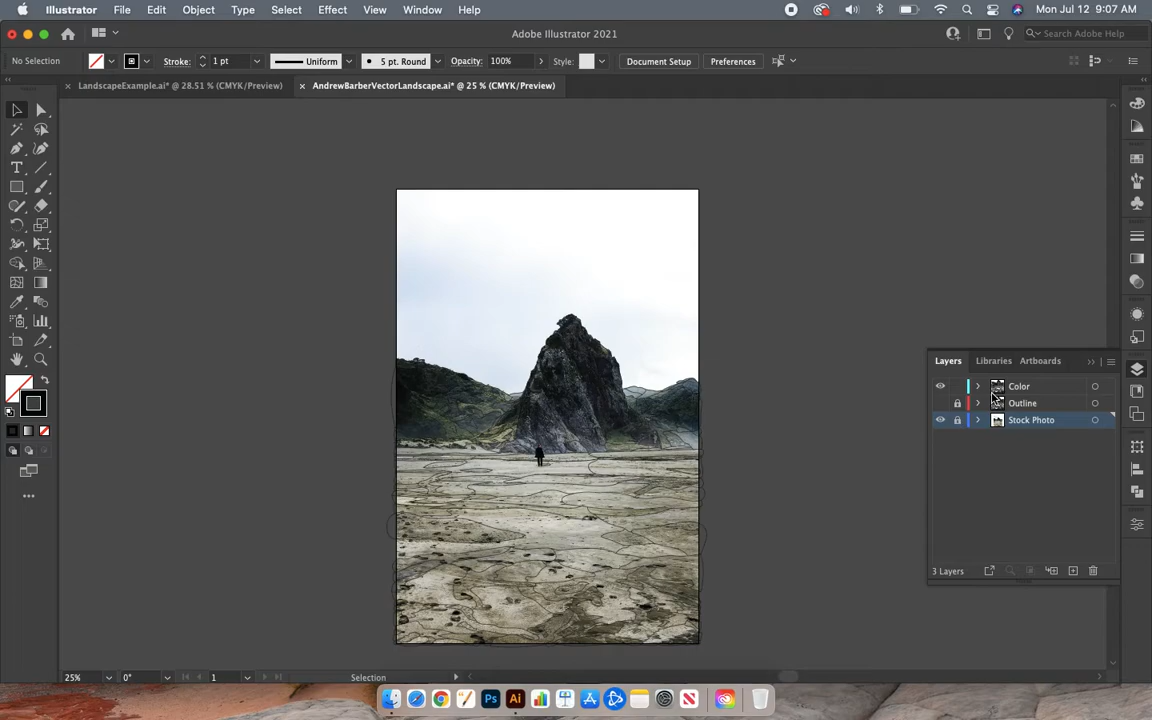 Illustrator File Edit Object Type Select Effect View Window Help Mon Jul 12 9:07 AM
Adobe Illustrator 2021 Search Adobe Help
No Selection Stroke: 1 pt Uniform 5 pt. Round Opacity: 100% Style: Document Setup Preferences
LandscapeExample.ai* @ 28.51 % (CMYK/Preview) AndrewBarberVectorLandscape.ai* @ 25 % (CMYK/Preview)
Layers Libraries Artboards
Color
Outline
Stock Photo
3 Layers
25% 0° 1 Selection
Ps Ai